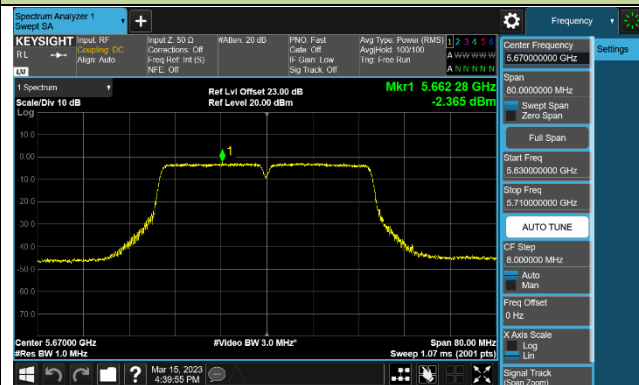 Spectrum Analyzer 1
Swept SA
Frequency
KEYSIGHT
Input: RF
Input Z: 50 Ω
#Atten: 20 dB
PNO: Fast
Avg Type: Power (RMS)
1 2 3 4 5 6
RL
Coupling: DC
Corrections: Off
Gate: Off
Avg|Hold: 100/100
A W W W W W
Align: Auto
Freq Ref: Int (S)
IF Gain: Low
Trig: Free Run
LXI
NFE: Off
Sig Track: Off
A N N N N N
1 Spectrum
Ref Lvl Offset 23.00 dB
Mkr1 5.662 28 GHz
Scale/Div 10 dB
Ref Level 20.00 dBm
-2.365 dBm
Log
1
10.0
0.00
-10.0
-20.0
-30.0
-40.0
-50.0
-60.0
-70.0
Center 5.67000 GHz
#Video BW 3.0 MHz*
Span 80.00 MHz
#Res BW 1.0 MHz
Sweep 1.07 ms (2001 pts)
Mar 15, 2023
4:39:55 PM
?
Settings
Center Frequency
5.670000000 GHz
Span
80.0000000 MHz
Swept Span
Zero Span
Full Span
Start Freq
5.630000000 GHz
Stop Freq
5.710000000 GHz
AUTO TUNE
CF Step
8.000000 MHz
Auto
Man
Freq Offset
0 Hz
X Axis Scale
Log
Lin
Signal Track
(Span Zoom)